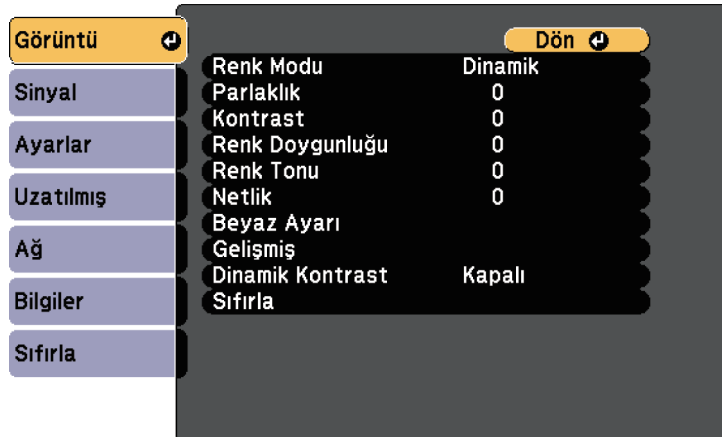 Görüntü
Sinyal
Ayarlar
Uzatılmış
Ağ
Bilgiler
Sıfırla
Dön
Renk Modu Dinamik
Parlaklık 0
Kontrast 0
Renk Doygunluğu 0
Renk Tonu 0
Netlik 0
Beyaz Ayarı
Gelişmiş
Dinamik Kontrast Kapalı
Sıfırla